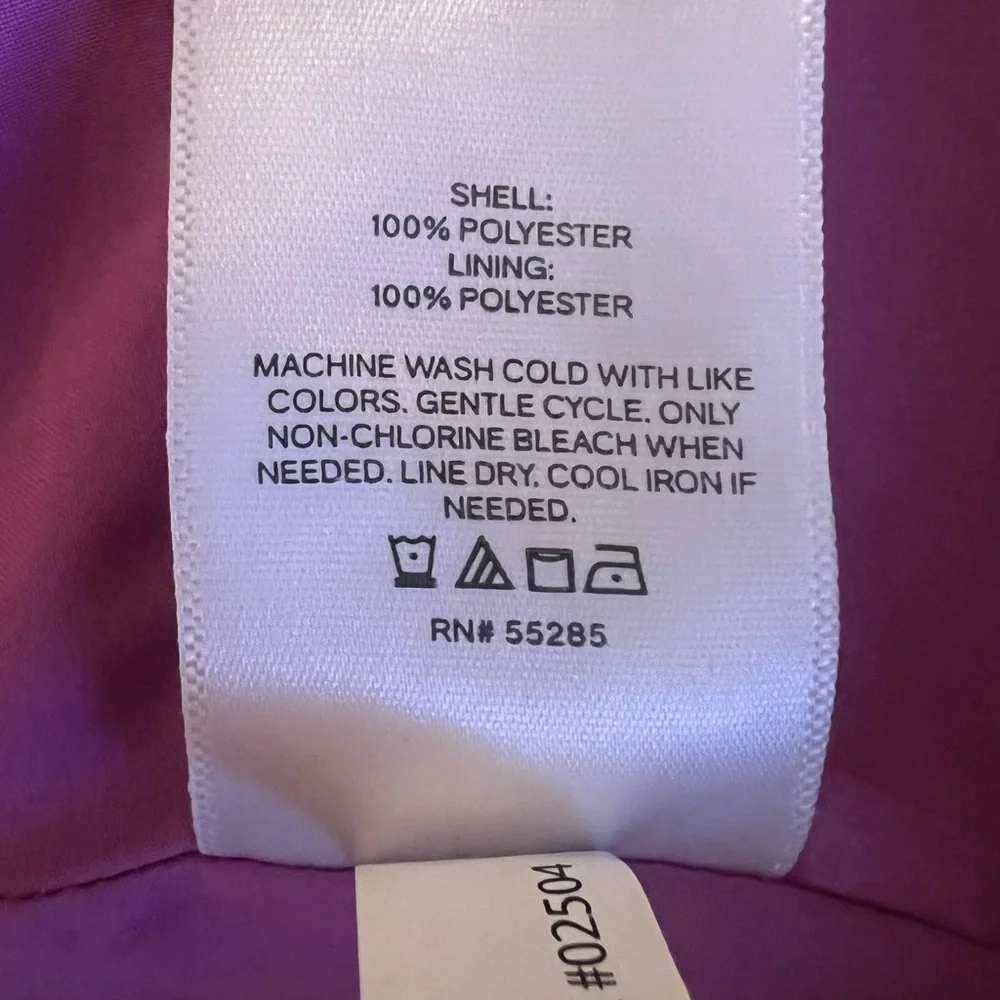 SHELL:
100% POLYESTER
LINING:
100% POLYESTER
MACHINE WASH COLD WITH LIKE
COLORS. GENTLE CYCLE. ONLY
NON-CHLORINE BLEACH WHEN
NEEDED. LINE DRY. COOL IRON IF
NEEDED.
RN# 55285
#02504